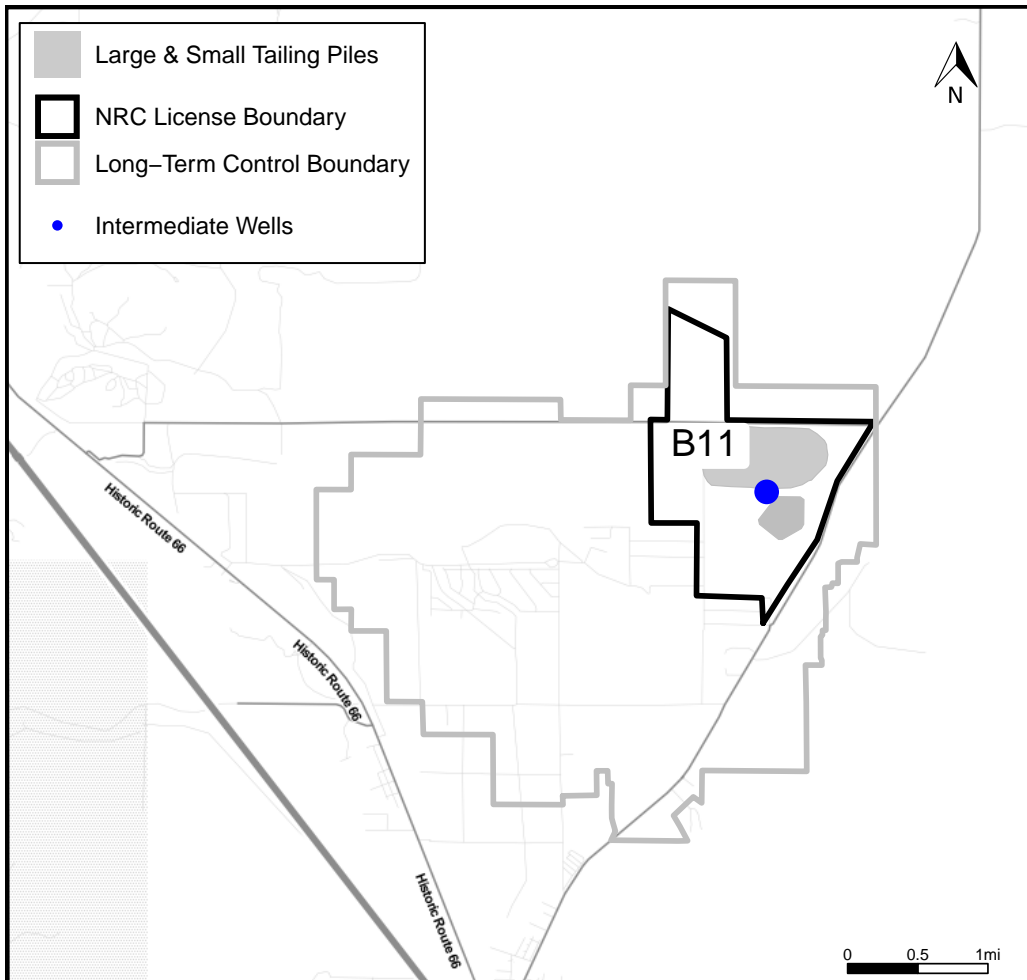 Large & Small Tailing Piles
NRC License Boundary
Long−Term Control Boundary
Intermediate Wells
N
B11
Historic Route 66
Historic Route 66
Historic Route 66
0 0.5 1mi